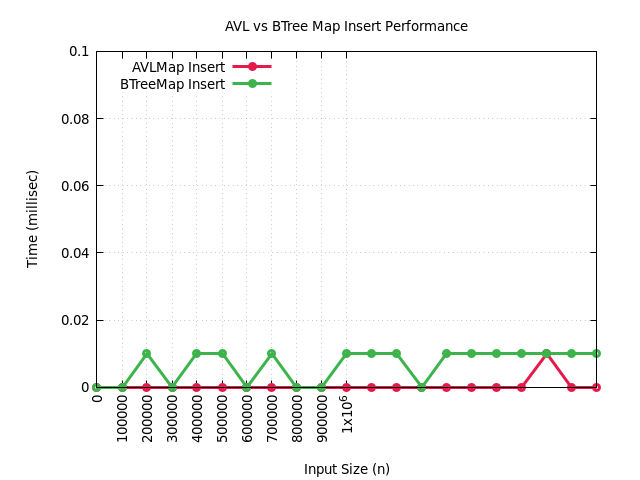 AVL vs BTree Map Insert Performance
0.1
0.08
0.06
0.04
0.02
0
Time (millisec)
AVLMap Insert
BTreeMap Insert
0
100000
200000
300000
400000
500000
600000
700000
800000
900000
1x10^6
Input Size (n)